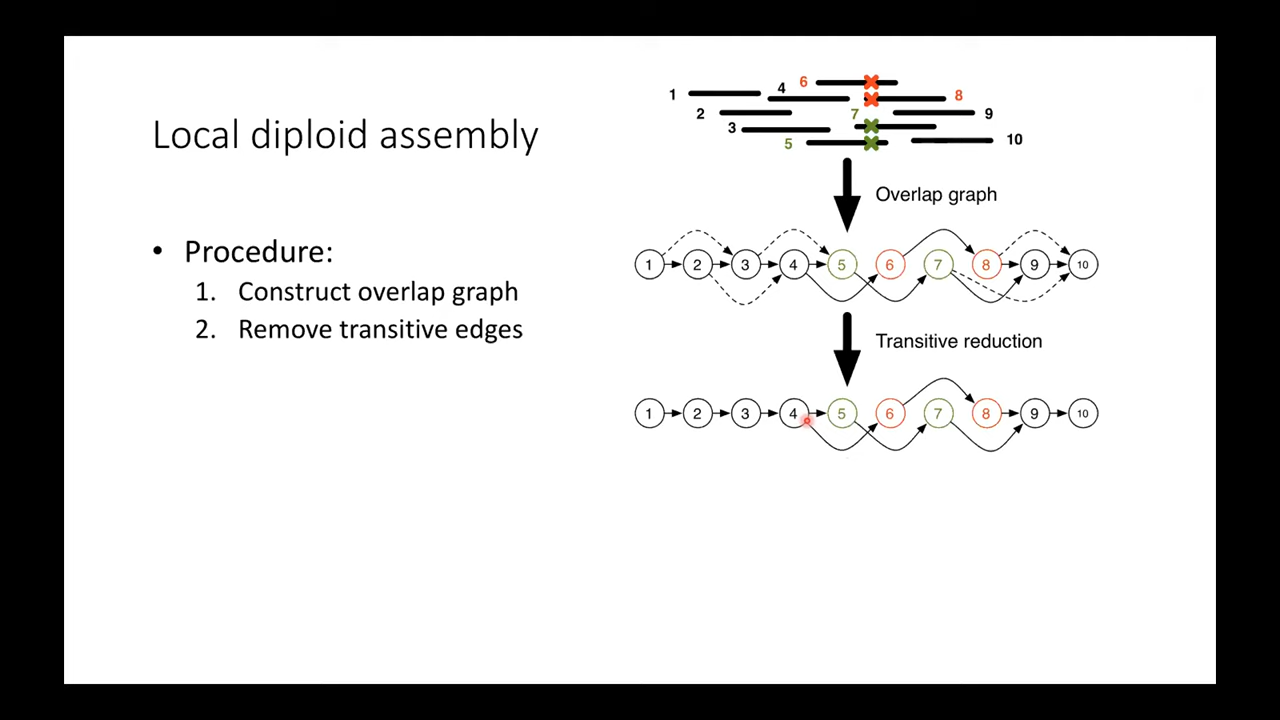 Local diploid assembly
• Procedure:
1. Construct overlap graph
2. Remove transitive edges
1 4 6 8
2 7 9
3 5 10
Overlap graph
1 2 3 4 5 6 7 8 9 10
Transitive reduction
1 2 3 4 5 6 7 8 9 10